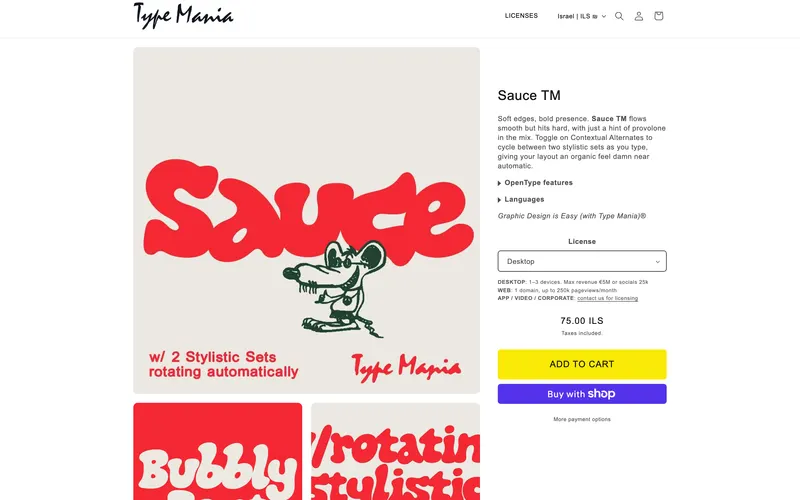 Type Mania
LICENSES
Israel | ILS ₪
Sauce
w/ 2 Stylistic Sets
rotating automatically
Type Mania
Bubbly
/rotatin
stylistic
Sauce TM
Soft edges, bold presence. Sauce TM flows
smooth but hits hard, with just a hint of provolone
in the mix. Toggle on Contextual Alternates to
cycle between two stylistic sets as you type,
giving your layout an organic feel damn near
automatic.
OpenType features
Languages
Graphic Design is Easy (with Type Mania)®
License
Desktop
DESKTOP: 1–3 devices. Max revenue €5M or socials 25k
WEB: 1 domain, up to 250k pageviews/month
APP / VIDEO / CORPORATE: contact us for licensing
75.00 ILS
Taxes included.
ADD TO CART
Buy with shop
More payment options